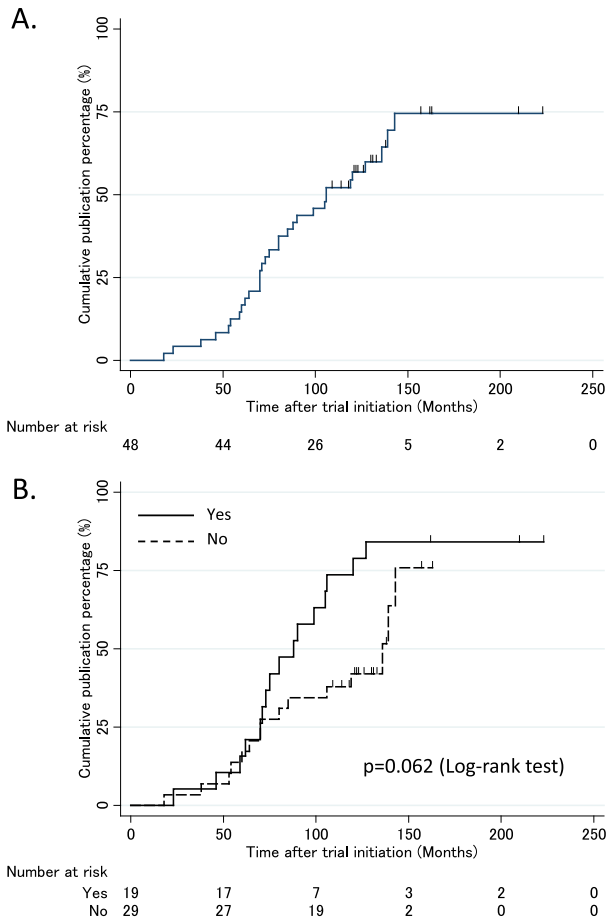 A.
Cumulative publication percentage (%)
100
75
50
25
0
0 50 100 150 200 250
Time after trial initiation (Months)
Number at risk
48 44 26 5 2 0
B.
Cumulative publication percentage (%)
100
75
50
25
0
Yes
No
p=0.062 (Log-rank test)
0 50 100 150 200 250
Time after trial initiation (Months)
Number at risk
Yes 19 17 7 3 2 0
No 29 27 19 2 0 0